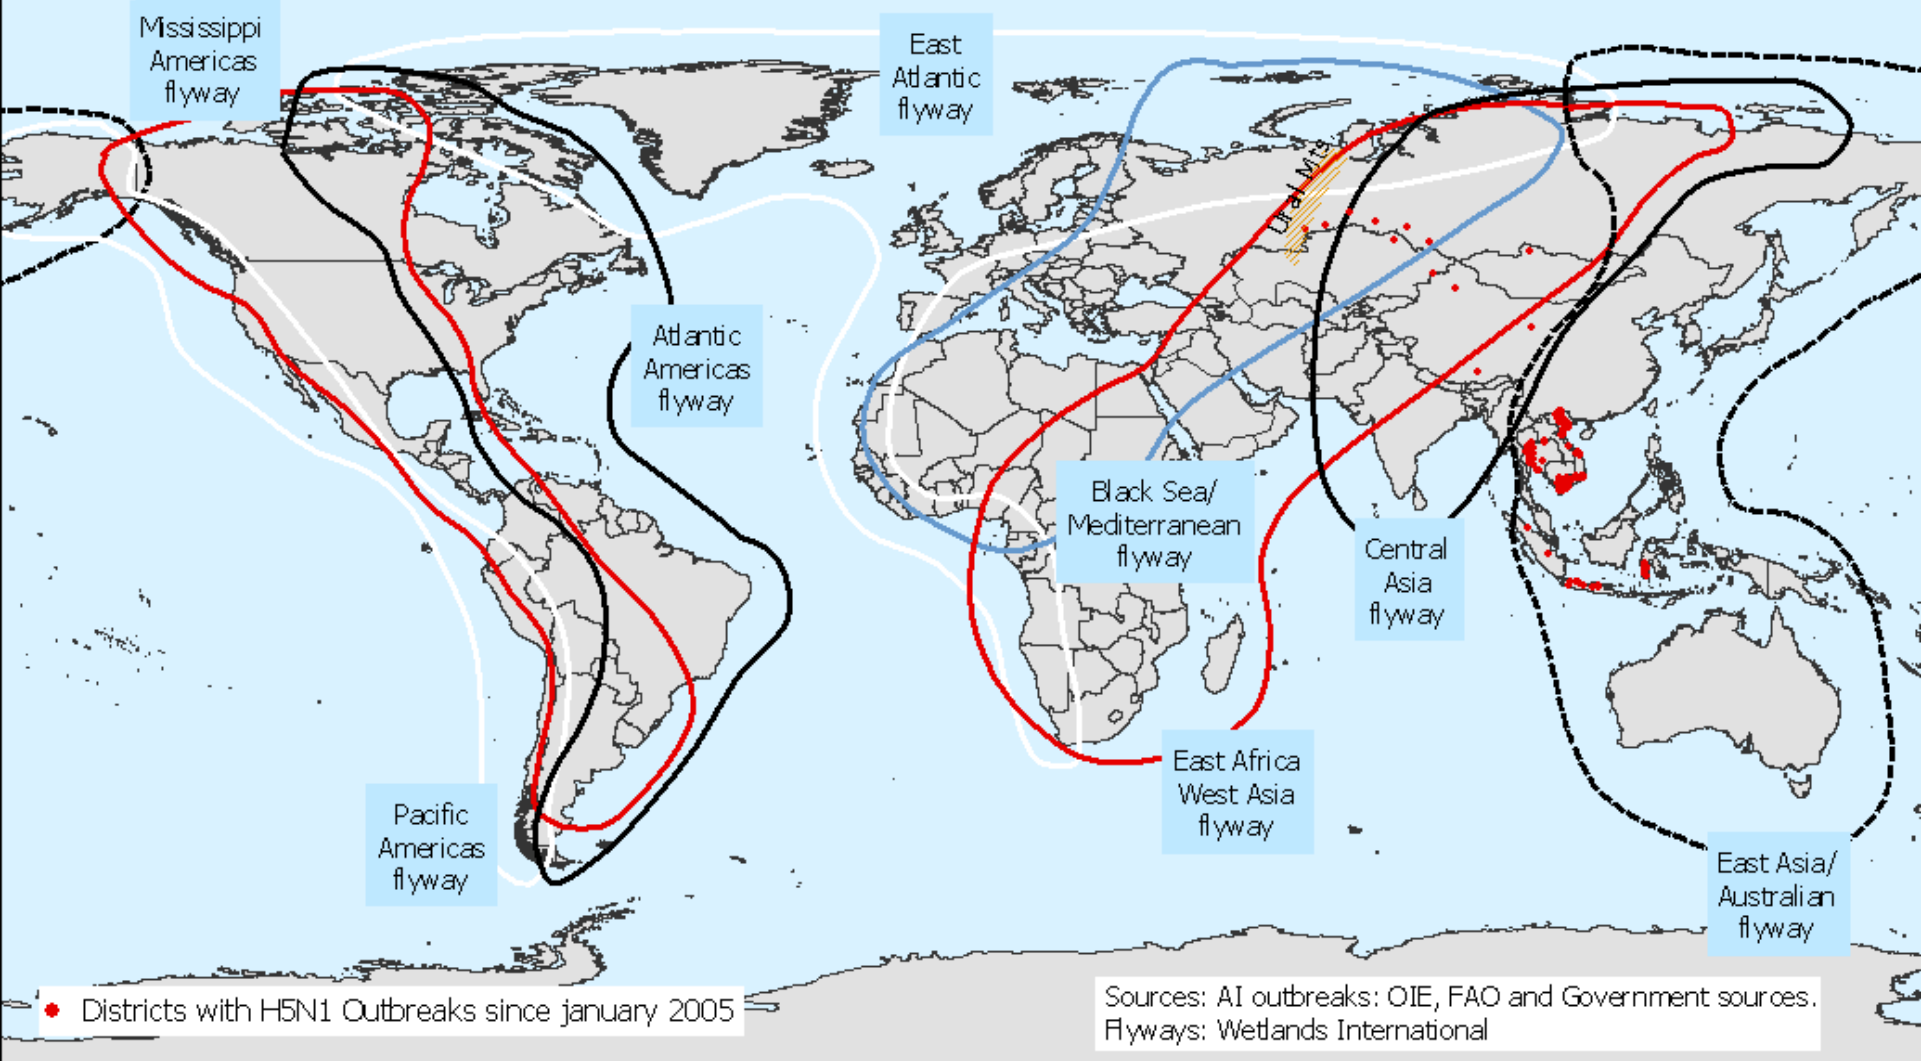 Mississippi
Americas
flyway
East
Atlantic
flyway
Ural Mts
Atlantic
Americas
flyway
Black Sea/
Mediterranean
flyway
Central
Asia
flyway
East Africa
West Asia
flyway
Pacific
Americas
flyway
East Asia/
Australian
flyway
Districts with H5N1 Outbreaks since january 2005
Sources: AI outbreaks: OIE, FAO and Government sources.
Flyways: Wetlands International